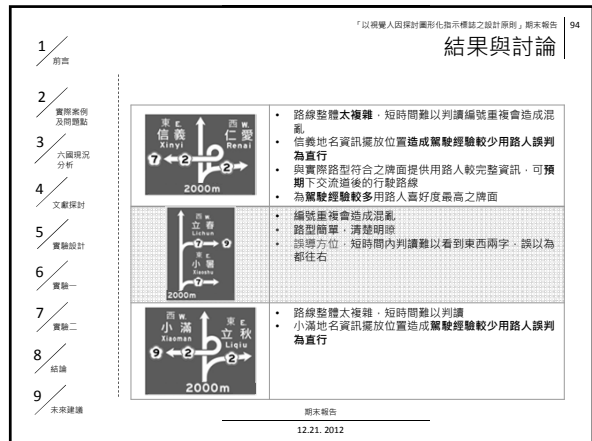 「以視覺人因探討圖形化指示標誌之設計原則」期末報告
94
結果與討論
1
前言
2
實際案例
及問題點
3
六國現況
分析
4
文獻探討
5
實驗設計
6
實驗一
7
實驗二
8
結論
9
未來建議
東 E.
西 W.
信義
仁愛
Xinyi
Renai
7
2
2
2000m
• 路線整體太複雜，短時間難以判讀編號重複會造成混
亂
• 信義地名資訊擺放位置造成駕駛經驗較少用路人誤判
為直行
• 與實際路型符合之牌面提供用路人較完整資訊，可預
期下交流道後的行駛路線
• 為駕駛經驗較多用路人喜好度最高之牌面
西 W.
立春
Lichun
7
9
東 E.
小暑
Xiaoshu
2
2000m
• 編號重複會造成混亂
• 路型簡單，清楚明瞭
• 誤導方位，短時間內判讀難以看到東西兩字，誤以為
都往右
西 W.
東 E.
小滿
立秋
Xiaoman
Liqiu
9
2
2
2000m
• 路線整體太複雜，短時間難以判讀
• 小滿地名資訊擺放位置造成駕駛經驗較少用路人誤判
為直行
期末報告
12.21. 2012